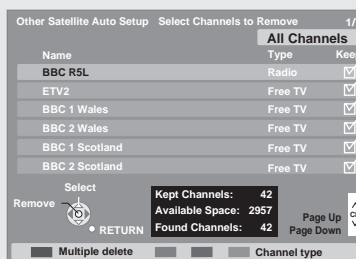 Other Satellite Auto Setup Select Channels to Remove 1/
All Channels
Name Type Keep
BBC R5L Radio
ETV2 Free TV
BBC 1 Wales Free TV
BBC 2 Wales Free TV
BBC 1 Scotland Free TV
BBC 2 Scotland Free TV
Select
Remove
RETURN
Kept Channels: 42
Available Space: 2957
Found Channels: 42
Page Up
Page Down
Multiple delete Channel type